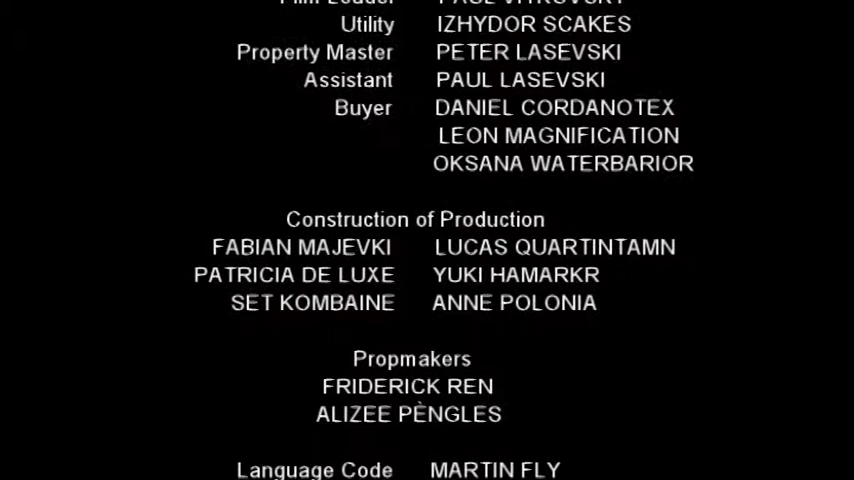 Utility IZHYDOR SCAKES
Property Master PETER LASEVSKI
Assistant PAUL LASEVSKI
Buyer DANIEL CORDANOTEX
LEON MAGNIFICATION
OKSANA WATERBARIOR
Construction of Production
FABIAN MAJEVKI LUCAS QUARTINTAMN
PATRICIA DE LUXE YUKI HAMARKR
SET KOMBAINE ANNE POLONIA
Propmakers
FRIDERICK REN
ALIZEE PÈNGLES
Language Code MARTIN FLY